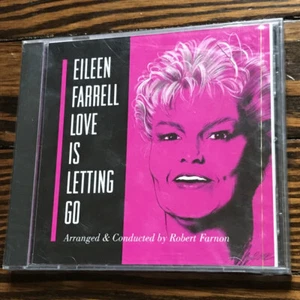 EILEEN
FARRELL
LOVE
IS
LETTING
GO
Arranged & Conducted by Robert Farnon